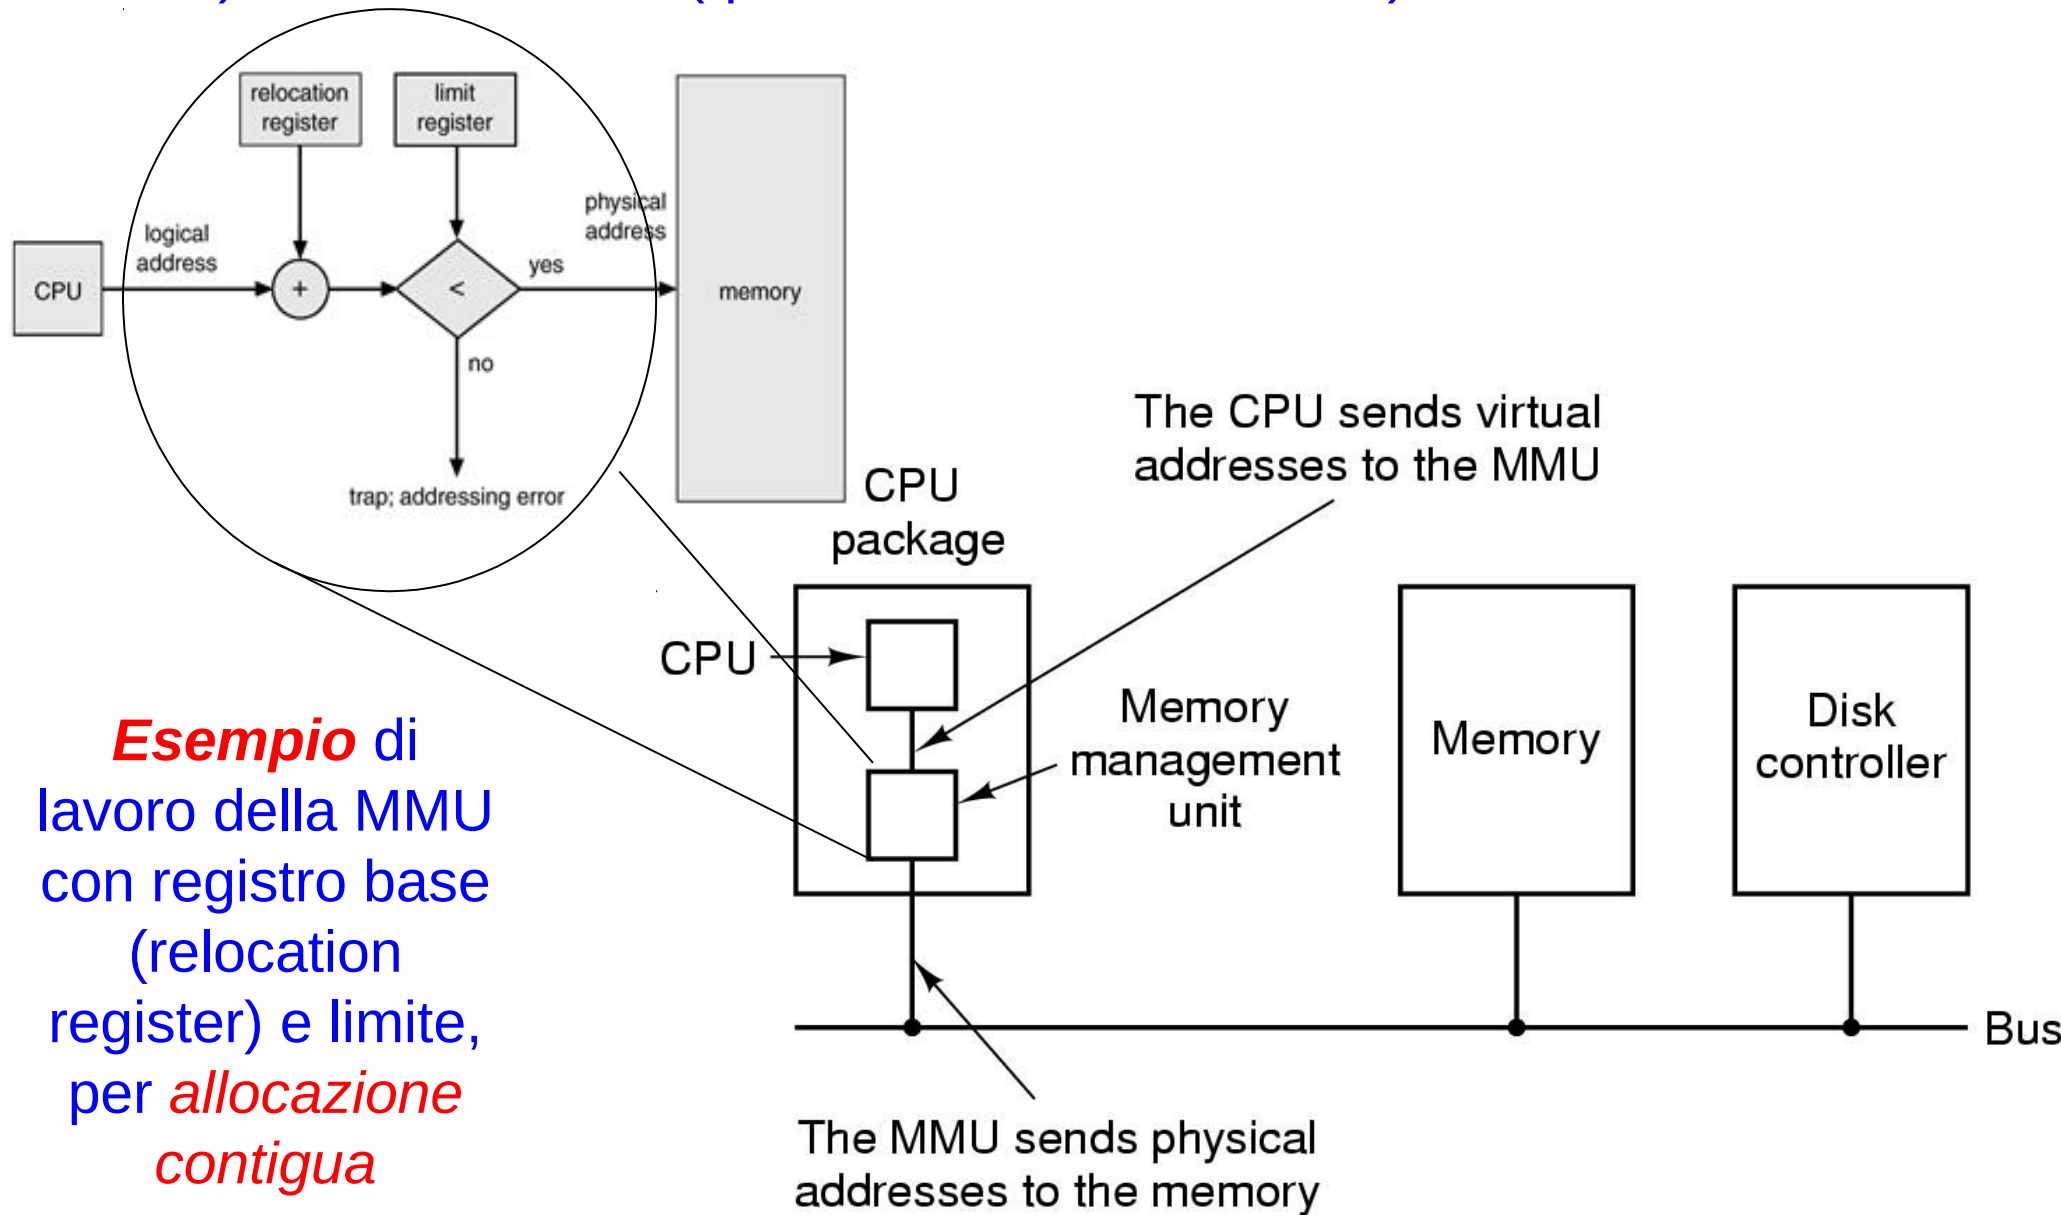 relocation
register
limit
register
physical
address
logical
address
CPU
+
<
yes
memory
no
trap; addressing error
The CPU sends virtual
addresses to the MMU
CPU
package
CPU
Memory
management
unit
Memory
Disk
controller
Esempio di
lavoro della MMU
con registro base
(relocation
register) e limite,
per allocazione
contigua
Bus
The MMU sends physical
addresses to the memory